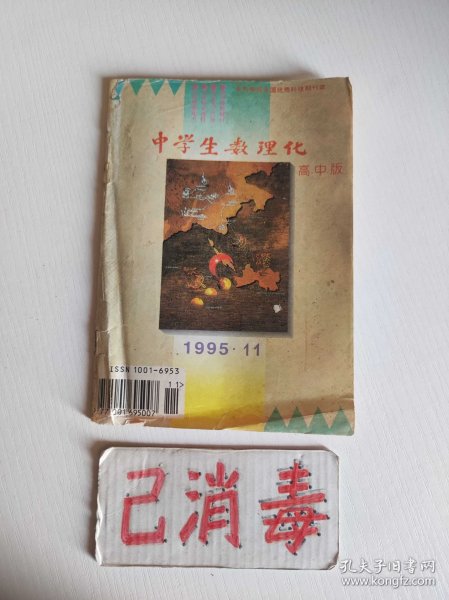 中学生数理化
高中版
1995·11
ISSN 1001-6953
11>
已消毒
孔夫子旧书网
www.kongfz.com